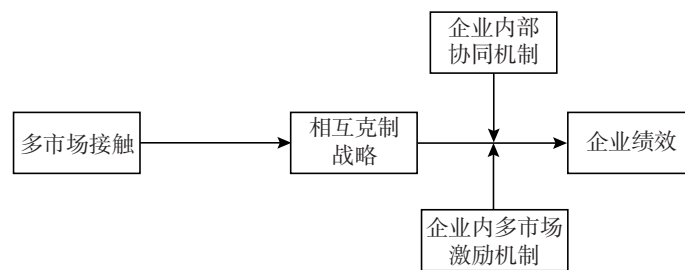 企业内部
协同机制
多市场接触
相互克制
战略
企业绩效
企业内多市场
激励机制